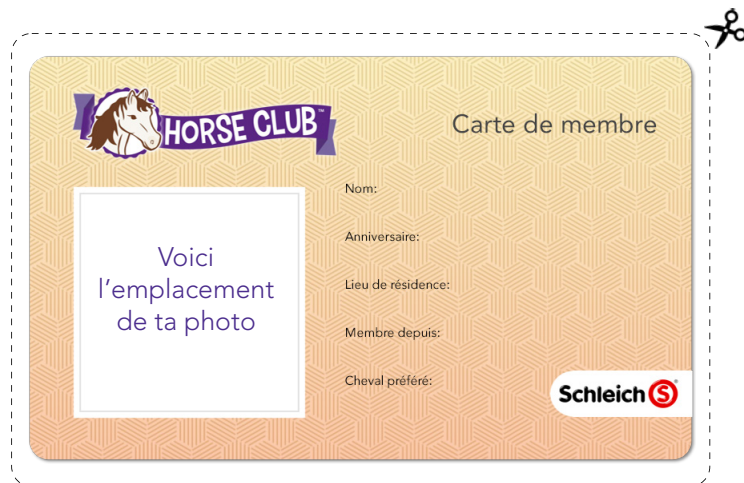 HORSE CLUB™
Carte de membre
Voici
l’emplacement
de ta photo
Nom:
Anniversaire:
Lieu de résidence:
Membre depuis:
Cheval préféré:
Schleich S®